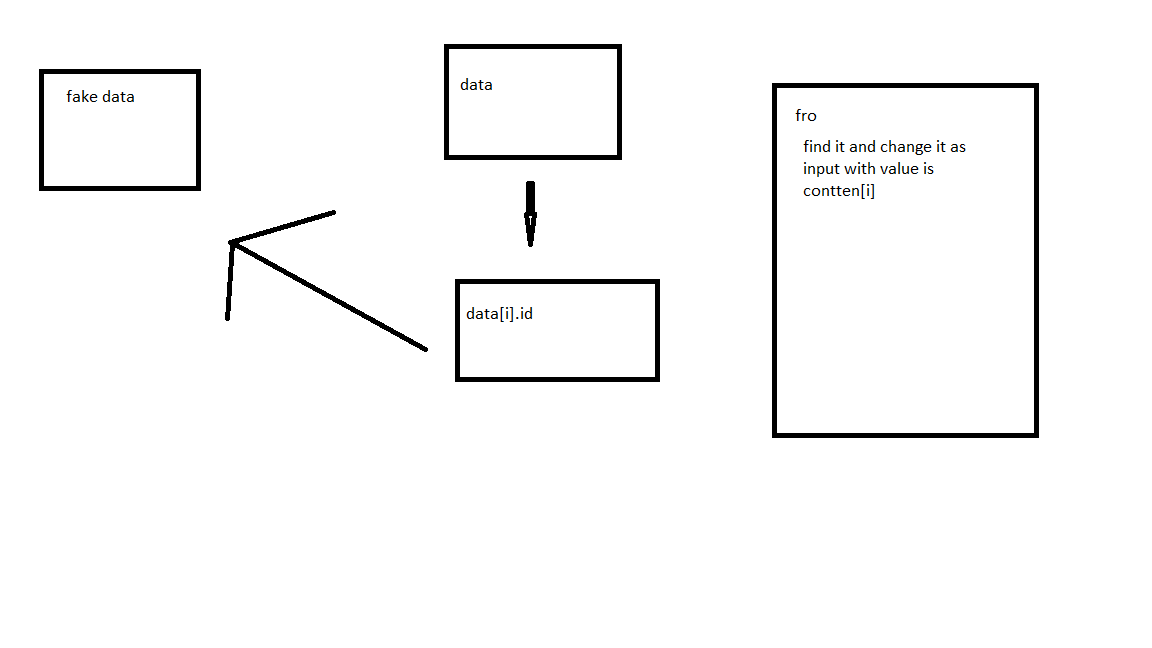 fake data
data
data[i].id
fro
find it and change it as
input with value is
contten[i]